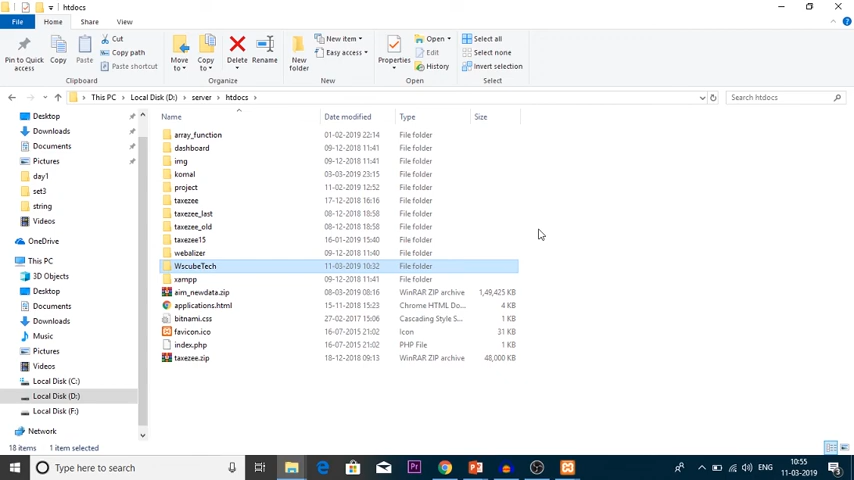 htdocs
File Home Share View
Pin to Quick access
Copy
Paste
Cut
Copy path
Paste shortcut
Clipboard
Move to
Copy to
Delete
Rename
Organize
New folder
New item
Easy access
New
Properties
Open
Edit
History
Open
Select all
Select none
Invert selection
Select
This PC > Local Disk (D:) > server > htdocs >
Search htdocs
Name Date modified Type Size
array_function 01-02-2019 22:14 File folder
dashboard 09-12-2018 11:41 File folder
img 09-12-2018 11:41 File folder
komal 03-03-2019 23:15 File folder
project 11-02-2019 12:52 File folder
taxezee 17-12-2018 16:16 File folder
taxezee_last 08-12-2018 18:58 File folder
taxezee_old 08-12-2018 18:58 File folder
taxezee15 16-01-2019 15:40 File folder
webalizer 09-12-2018 11:40 File folder
WscubeTech 11-03-2019 10:32 File folder
xampp 09-12-2018 11:41 File folder
aim_newdata.zip 08-03-2019 08:16 WinRAR ZIP archive 1,49,425 KB
applications.html 15-11-2018 15:23 Chrome HTML Do... 4 KB
bitnami.css 27-02-2017 15:06 Cascading Style S... 1 KB
favicon.ico 16-07-2015 21:02 Icon 31 KB
index.php 16-07-2015 21:02 PHP File 1 KB
taxezee.zip 18-12-2018 09:13 WinRAR ZIP archive 48,000 KB
Desktop
Downloads
Documents
Pictures
day1
set3
string
Videos
OneDrive
This PC
3D Objects
Desktop
Documents
Downloads
Music
Pictures
Videos
Local Disk (C:)
Local Disk (D:)
Local Disk (F:)
Network
18 items 1 item selected
Type here to search
Pr
ENG
10:55
11-03-2019
3